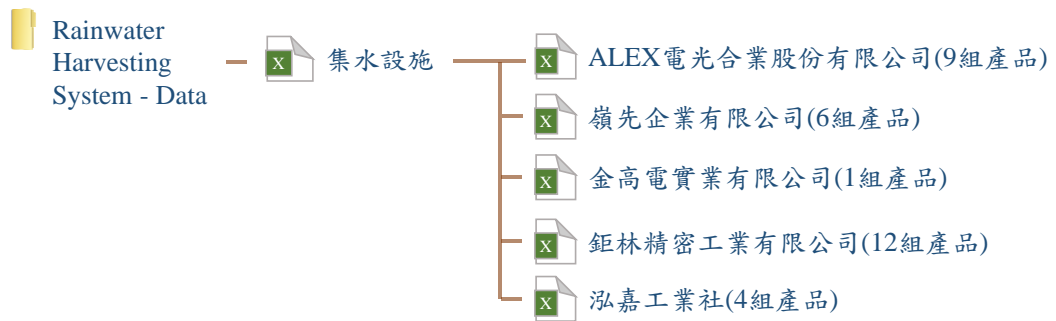 Rainwater
Harvesting
System - Data
X 集水設施
X ALEX電光合業股份有限公司(9組產品)
X 嶺先企業有限公司(6組產品)
X 金高電實業有限公司(1組產品)
X 鉅林精密工業有限公司(12組產品)
X 泓嘉工業社(4組產品)